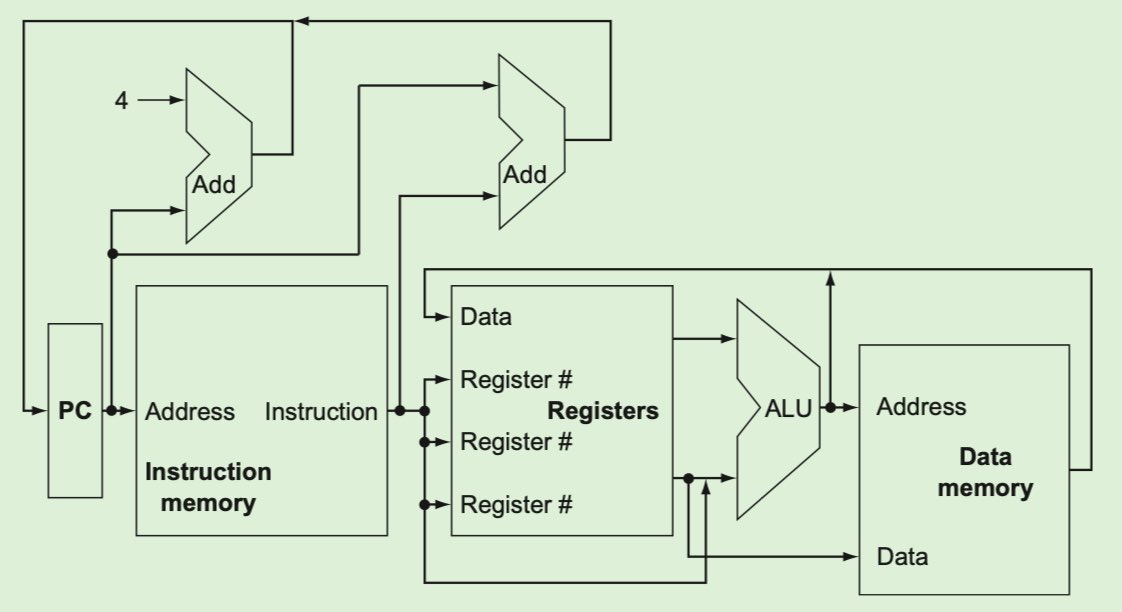 4
Add
Add
Data
Register #
Registers
Register #
Register #
PC
Address
Instruction
Instruction
memory
ALU
Address
Data
memory
Data